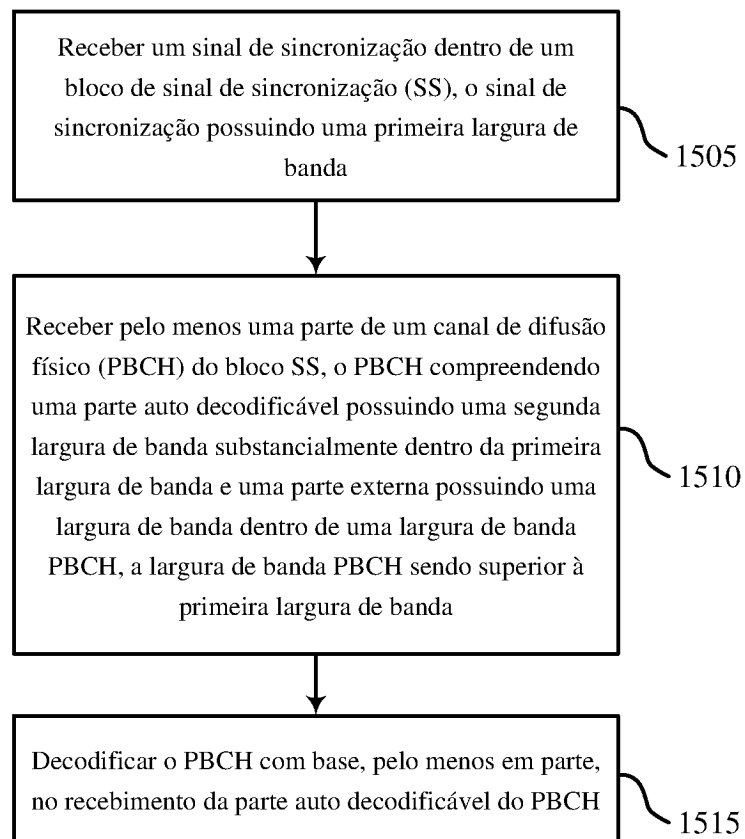 Receber um sinal de sincronização dentro de um
bloco de sinal de sincronização (SS), o sinal de
sincronização possuindo uma primeira largura de
banda
1505
Receber pelo menos uma parte de um canal de difusão
físico (PBCH) do bloco SS, o PBCH compreendendo
uma parte auto decodificável possuindo uma segunda
largura de banda substancialmente dentro da primeira
largura de banda e uma parte externa possuindo uma
largura de banda dentro de uma largura de banda
PBCH, a largura de banda PBCH sendo superior à
primeira largura de banda
1510
Decodificar o PBCH com base, pelo menos em parte,
no recebimento da parte auto decodificável do PBCH
1515